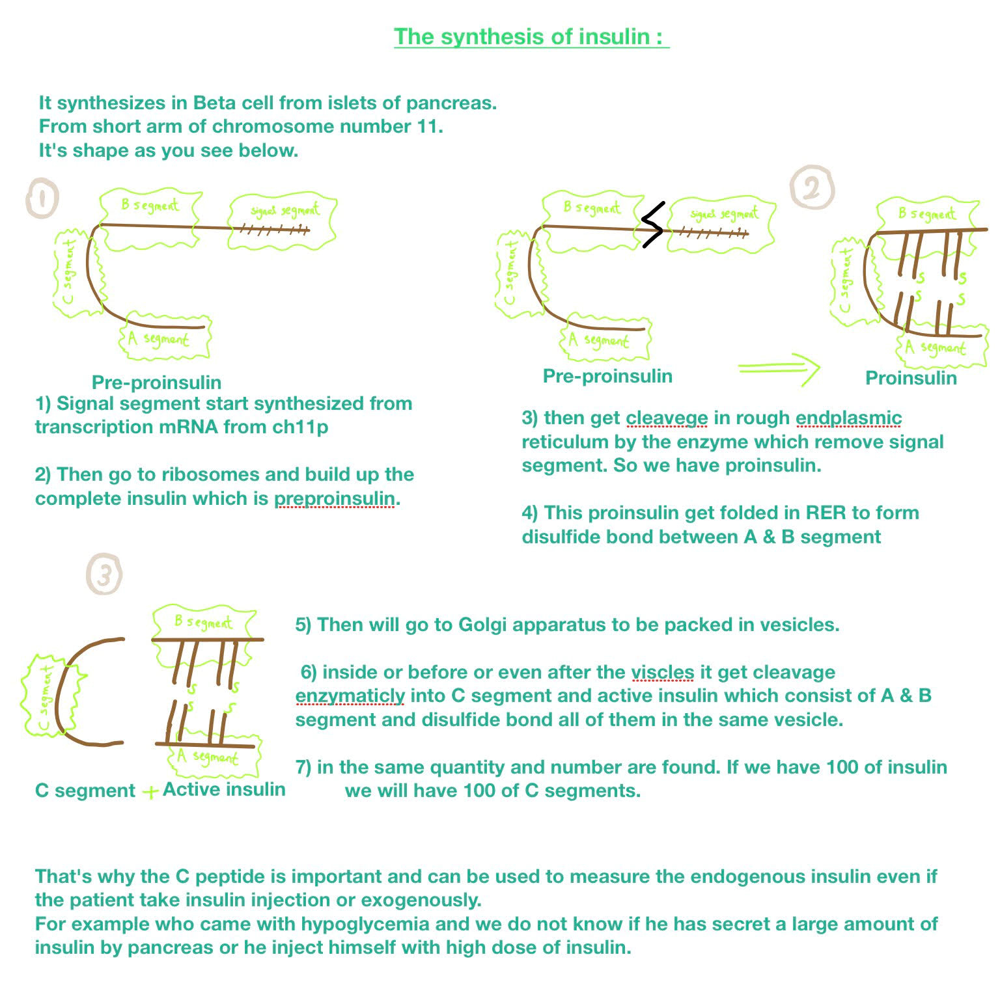 The synthesis of insulin :
It synthesizes in Beta cell from islets of pancreas.
From short arm of chromosome number 11.
It's shape as you see below.
1
B segment
signal segment
C segment
A segment
Pre-proinsulin
1) Signal segment start synthesized from
transcription mRNA from ch11p
2) Then go to ribosomes and build up the
complete insulin which is preproinsulin.
2
B segment
signal segment
C segment
A segment
Pre-proinsulin
B segment
C segment
S S
S S
A segment
Proinsulin
3) then get cleavege in rough endplasmic
reticulum by the enzyme which remove signal
segment. So we have proinsulin.
4) This proinsulin get folded in RER to form
disulfide bond between A & B segment
3
B segment
C segment
S S
S S
A segment
C segment + Active insulin
5) Then will go to Golgi apparatus to be packed in vesicles.
6) inside or before or even after the viscles it get cleavage
enzymaticly into C segment and active insulin which consist of A & B
segment and disulfide bond all of them in the same vesicle.
7) in the same quantity and number are found. If we have 100 of insulin
we will have 100 of C segments.
That's why the C peptide is important and can be used to measure the endogenous insulin even if
the patient take insulin injection or exogenously.
For example who came with hypoglycemia and we do not know if he has secret a large amount of
insulin by pancreas or he inject himself with high dose of insulin.